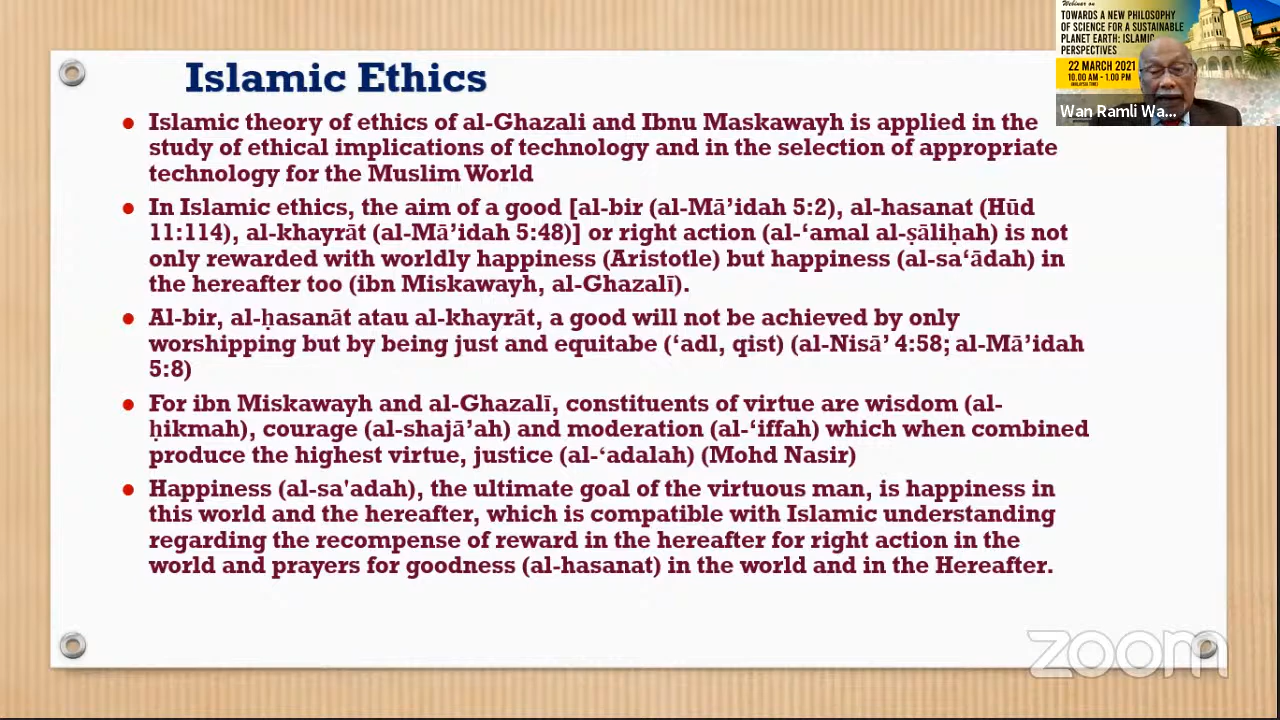 Islamic Ethics
Islamic theory of ethics of al-Ghazali and Ibnu Maskawayh is applied in the
study of ethical implications of technology and in the selection of appropriate
technology for the Muslim World
In Islamic ethics, the aim of a good [al-bir (al-Mā’idah 5:2), al-hasanat (Hūd
11:114), al-khayrāt (al-Mā’idah 5:48)] or right action (al-‘amal al-ṣāliḥah) is not
only rewarded with worldly happiness (Aristotle) but happiness (al-sa‘ādah) in
the hereafter too (ibn Miskawayh, al-Ghazalī).
Al-bir, al-ḥasanāt atau al-khayrāt, a good will not be achieved by only
worshipping but by being just and equitabe (‘adl, qist) (al-Nisā’ 4:58; al-Mā’idah
5:8)
For ibn Miskawayh and al-Ghazalī, constituents of virtue are wisdom (al-
ḥikmah), courage (al-shajā’ah) and moderation (al-‘iffah) which when combined
produce the highest virtue, justice (al-‘adalah) (Mohd Nasir)
Happiness (al-sa'adah), the ultimate goal of the virtuous man, is happiness in
this world and the hereafter, which is compatible with Islamic understanding
regarding the recompense of reward in the hereafter for right action in the
world and prayers for goodness (al-hasanat) in the world and in the Hereafter.
Webinar on
TOWARDS A NEW PHILOSOPHY
OF SCIENCE FOR A SUSTAINABLE
PLANET EARTH: ISLAMIC
PERSPECTIVES
22 MARCH 2021
10.00 AM - 1.00 PM
(MALAYSIA TIME)
Wan Ramli Wa...
zoom